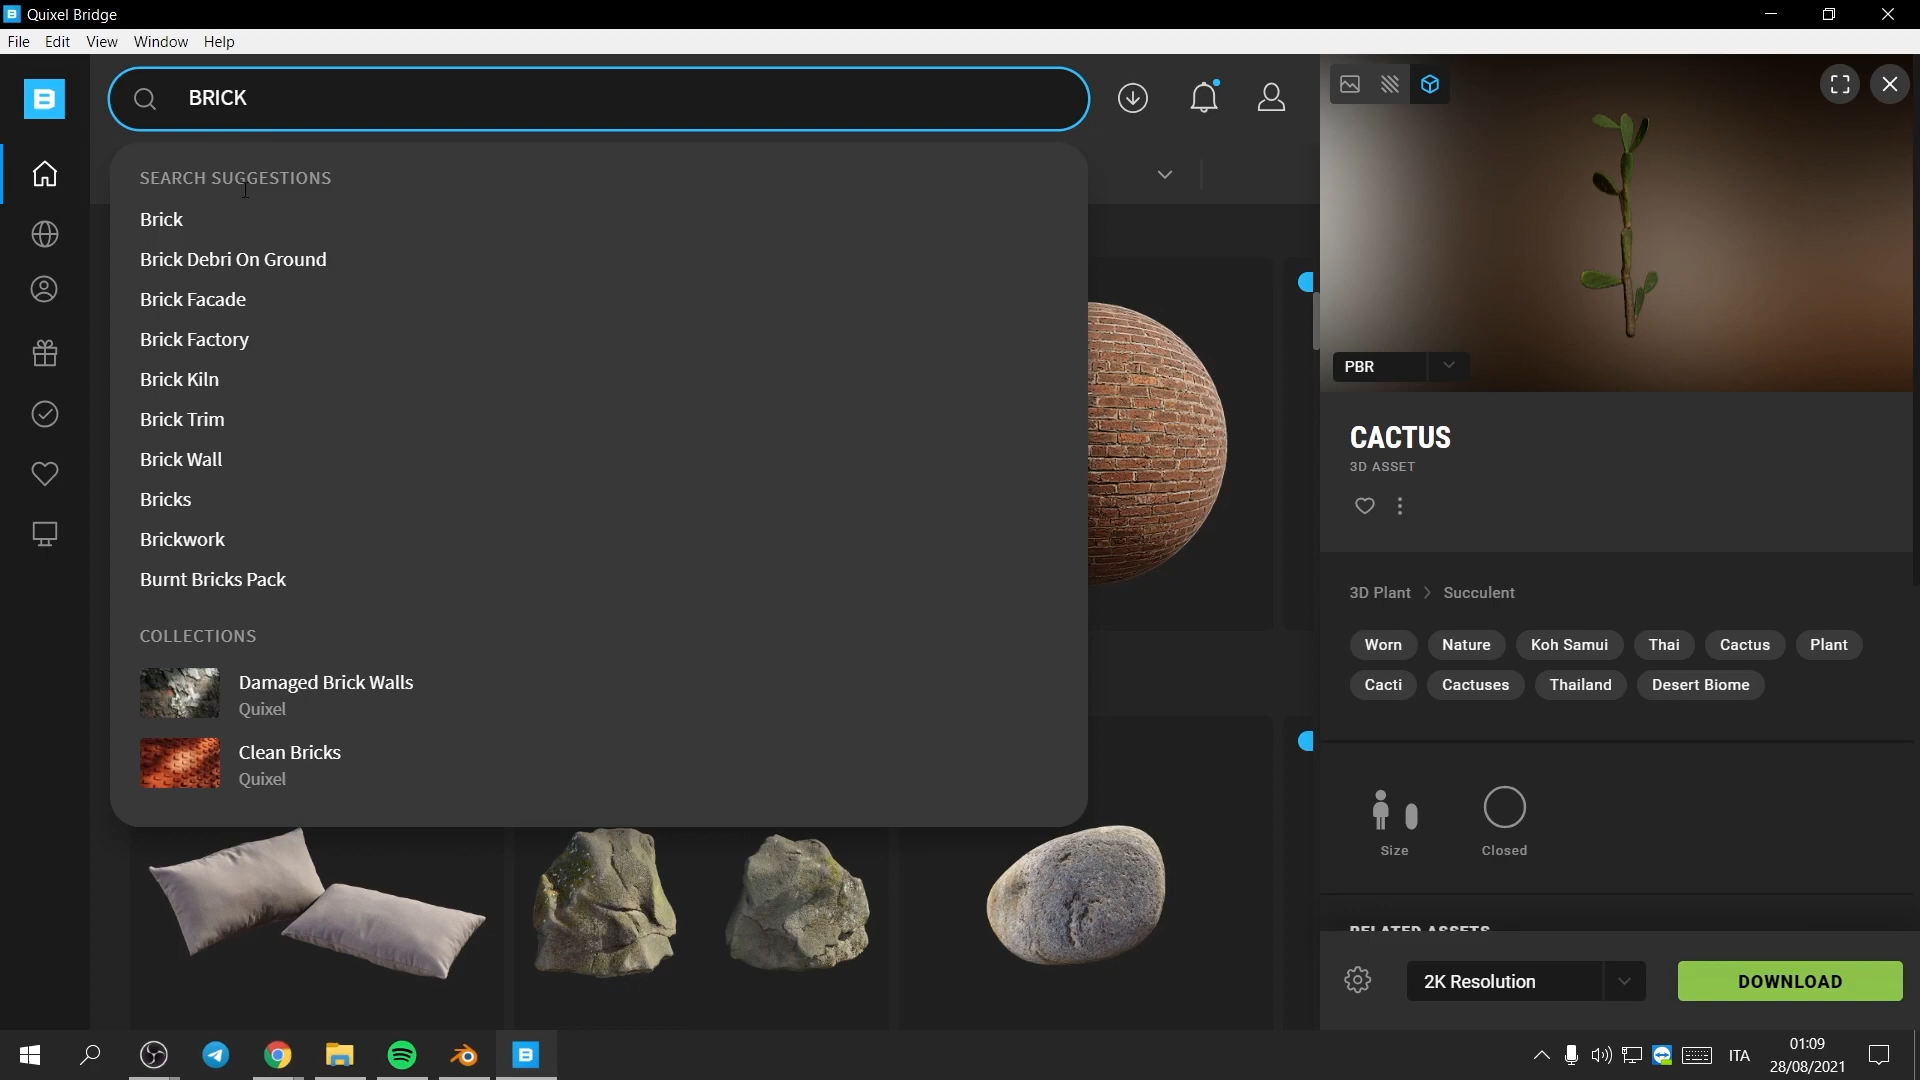 Quixel Bridge
File Edit View Window Help
BRICK
SEARCH SUGGESTIONS
Brick
Brick Debri On Ground
Brick Facade
Brick Factory
Brick Kiln
Brick Trim
Brick Wall
Bricks
Brickwork
Burnt Bricks Pack
COLLECTIONS
Damaged Brick Walls
Quixel
Clean Bricks
Quixel
PBR
CACTUS
3D ASSET
3D Plant > Succulent
Worn Nature Koh Samui Thai Cactus Plant
Cacti Cactuses Thailand Desert Biome
Size Closed
RELATED ASSETS
2K Resolution DOWNLOAD
ITA
01:09
28/08/2021